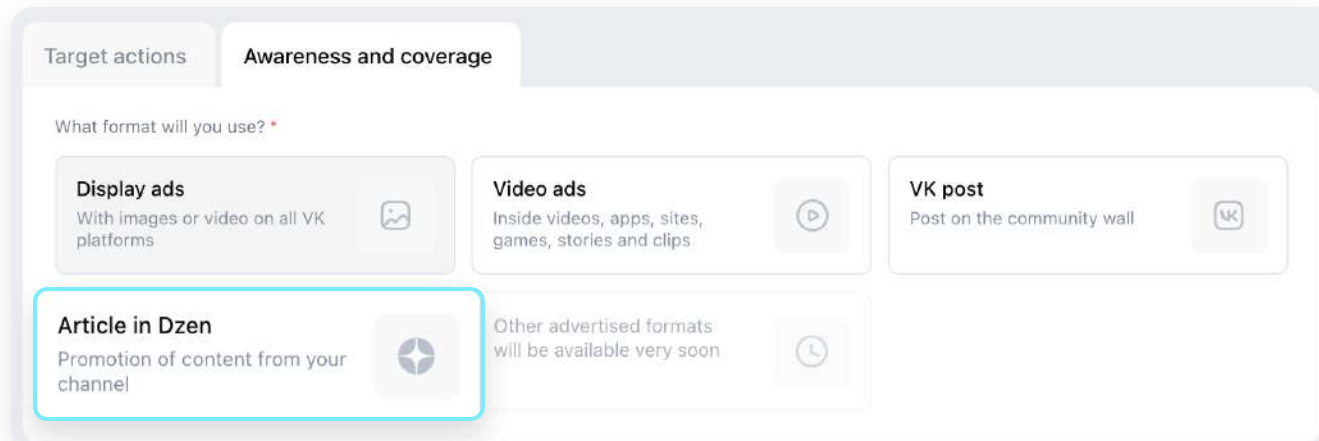 Target actions
Awareness and coverage
What format will you use? *
Display ads
With images or video on all VK
platforms
Video ads
Inside videos, apps, sites,
games, stories and clips
VK post
Post on the community wall
VK
Article in Dzen
Promotion of content from your
channel
Other advertised formats
will be available very soon